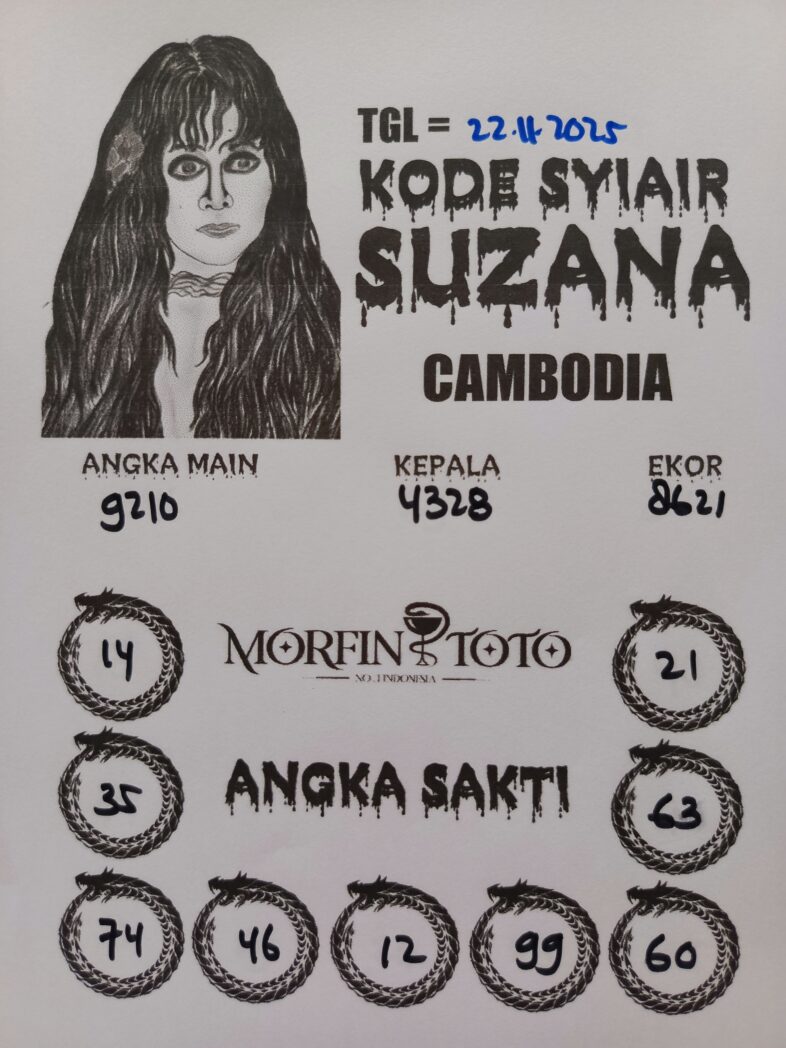 TGL = 22.11.2025
KODE SYIAIR
SUZANA
CAMBODIA
ANGKA MAIN KEPALA EKOR
9210 4328 8621
MORFIN TOTO
NO.1 INDONESIA
14 21
ANGKA SAKTI
35 63
74 46 12 99 60